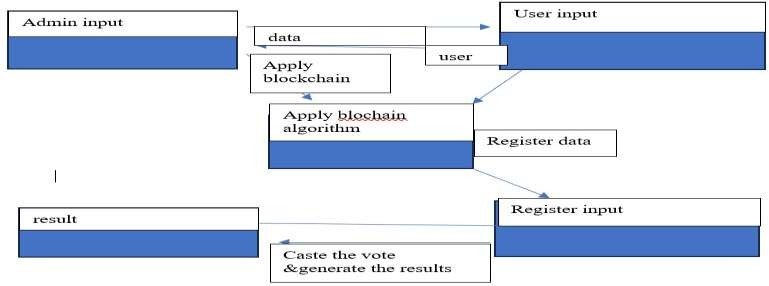 Admin input
User input
data
user
Apply
blockchain
Apply blochain
algorithm
Register data
result
Register input
Caste the vote
&generate the results